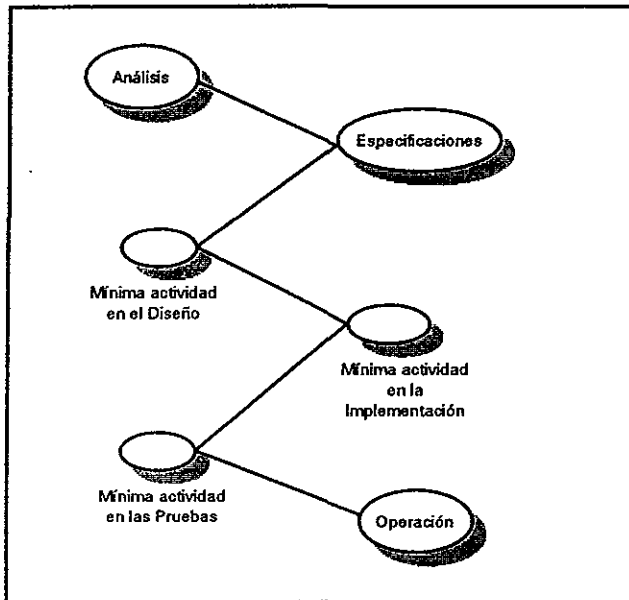 Análisis
Especificaciones
Mínima actividad
en el Diseño
Mínima actividad
en la
Implementación
Mínima actividad
en las Pruebas
Operación